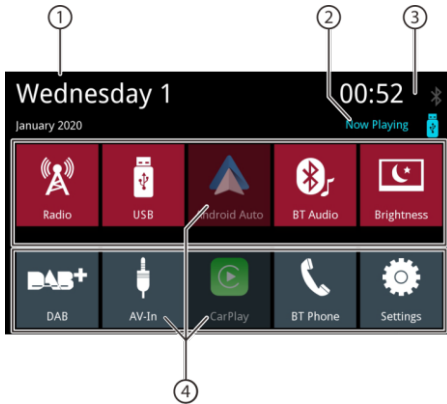 1 2 3
Wednesday 1 00:52
January 2020 Now Playing
Radio USB Android Auto BT Audio Brightness
DAB+
DAB AV-In CarPlay BT Phone Settings
4